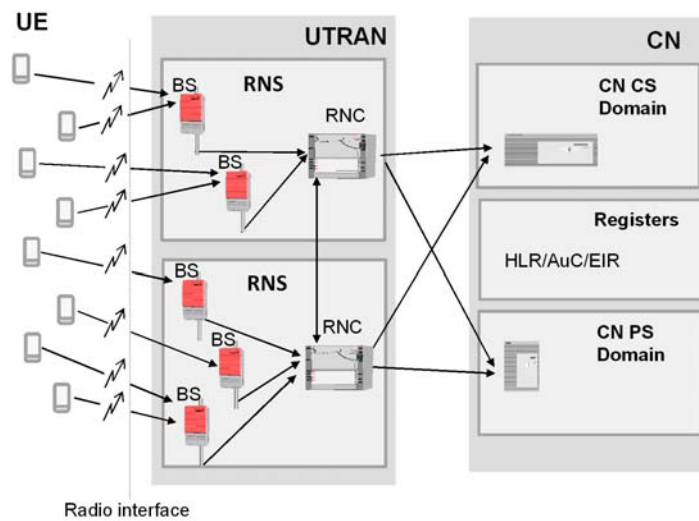 UE
UTRAN
CN
BS
RNS
RNC
BS
CN CS
Domain
Registers
HLR/AuC/EIR
BS
RNS
RNC
BS
BS
CN PS
Domain
Radio interface